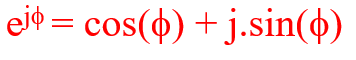 e^{jϕ} = cos(ϕ) + j.sin(ϕ)